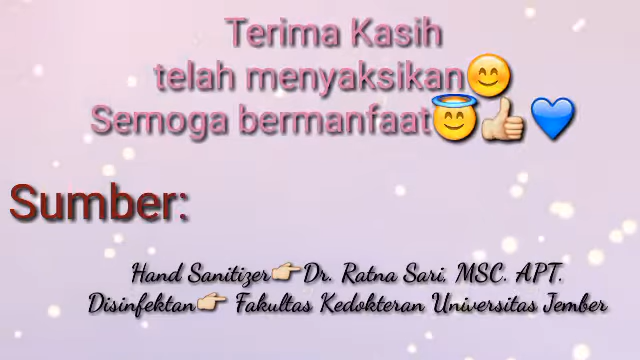 Terima Kasih
telah menyaksikan😊
Semoga bermanfaat😇👍🏻💙
Sumber:
Hand Sanitizer👉🏻Dr. Ratna Sari, MSC. APT.
Disinfektan👉🏻 Fakultas Kedokteran Universitas Jember